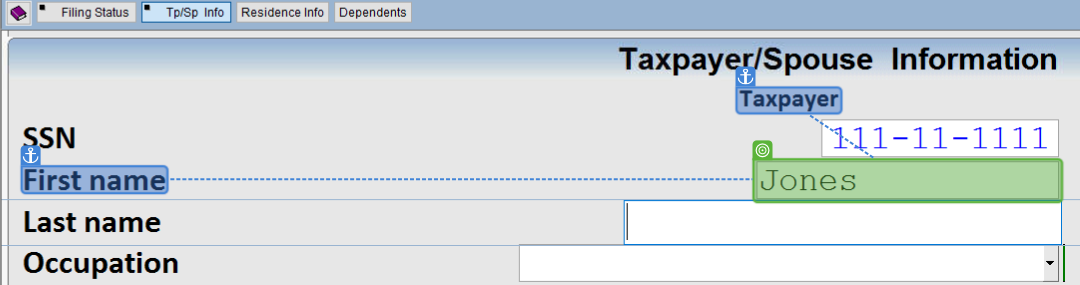 Filing Status Tp/Sp Info Residence Info Dependents
Taxpayer/Spouse Information
Taxpayer
SSN 111-11-1111
First name Jones
Last name
Occupation